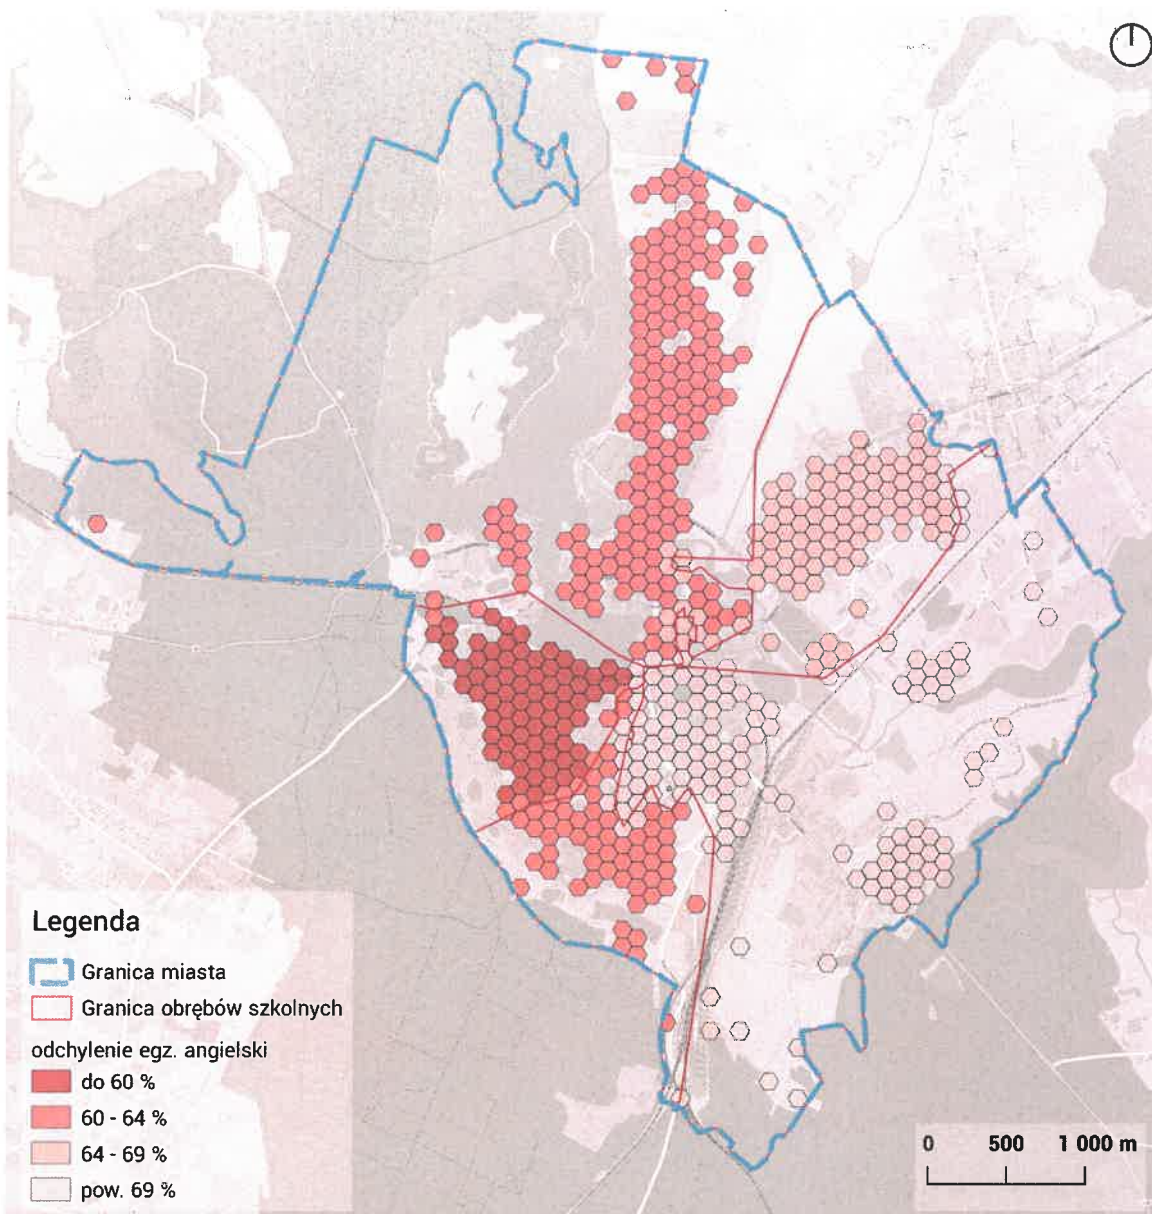 Legenda
Granica miasta
Granica obrębów szkolnych
odchylenie egz. angielski
do 60 %
60 - 64 %
64 - 69 %
pow. 69 %
0 500 1 000 m